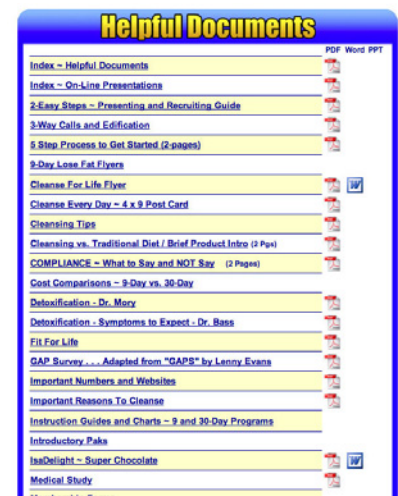 Helpful Documents
PDF Word PPT
Index ~ Helpful Documents
Index ~ On-Line Presentations
2-Easy Steps ~ Presenting and Recruiting Guide
3-Way Calls and Edification
5 Step Process to Get Started (2-pages)
9-Day Lose Fat Flyers
Cleanse For Life Flyer
Cleanse Every Day ~ 4 x 9 Post Card
Cleansing Tips
Cleansing vs. Traditional Diet / Brief Product Intro (2 Pgs)
COMPLIANCE ~ What to Say and NOT Say (2 Pages)
Cost Comparisons ~ 9-Day vs. 30-Day
Detoxification - Dr. Mory
Detoxification - Symptoms to Expect - Dr. Bass
Fit For Life
GAP Survey . . . Adapted from "GAPS" by Lenny Evans
Important Numbers and Websites
Important Reasons To Cleanse
Instruction Guides and Charts ~ 9 and 30-Day Programs
Introductory Paks
IsaDelight ~ Super Chocolate
Medical Study